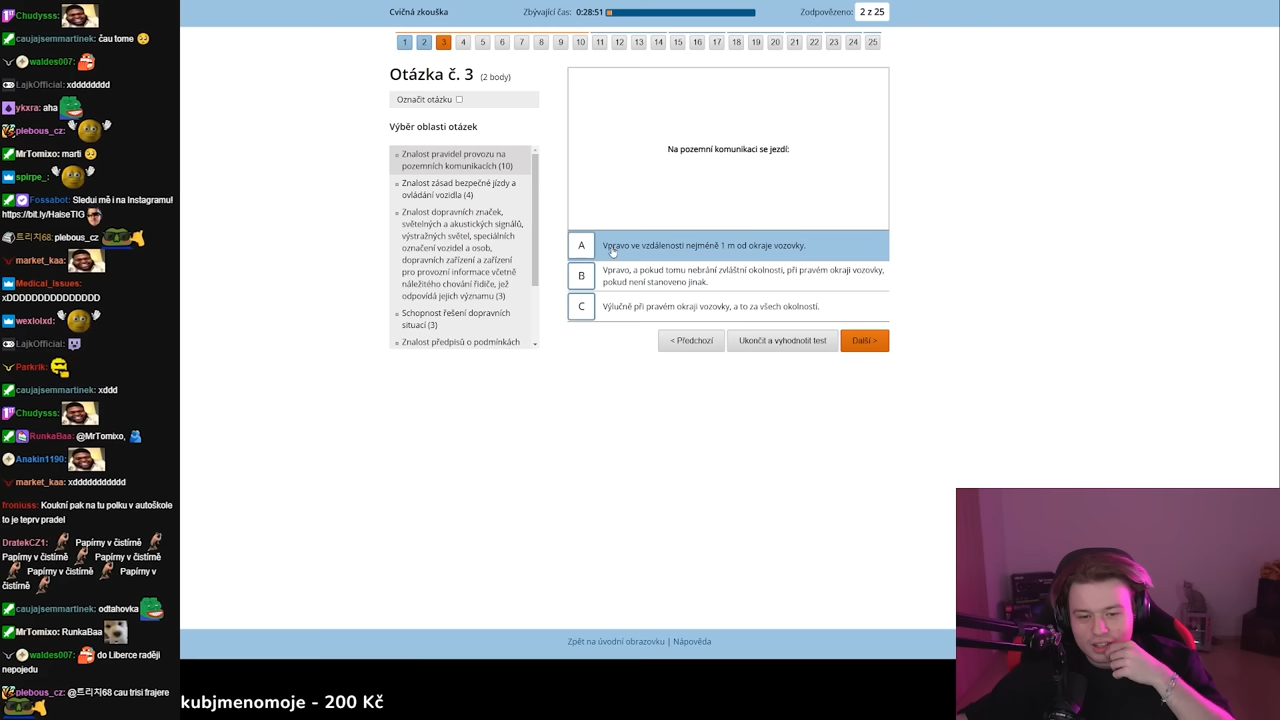 Chudysss:
caujajsemmartinek: čau tome
waldes007:
LajkOfficial: xdddddddd
ykxra: aha
plebous_cz:
MrTomixo: marti
spirpe_:
Fossabot: Sleduj mě i na Instagramu!
https://bit.ly/HaiseTIG
트리치68: plebous_cz
market_kaa:
Medical_Issues:
xDDDDDDDDDDDDDDD
wexlolxd:
LajkOfficial:
Parkrik:
caujajsemmartinek: xddd
Chudysss:
RunkaBaa: @MrTomixo,
Anakin1190:
market_kaa: xdddddddddd
froniuss: Koukni pak na tu polku v autoškole
to je teprv pradel
DratekCZ1: Papírny v čistírně
Papírny v čistírně Papírny v čistírně
Papírny v čistírně Papírny v
čistírně
caujajsemmartinek: odtahovka
MrTomixo: RunkaBaa
waldes007: do Liberce raději
nepojedu
plebous_cz: @트리치68 cau trisi frajere
Cvičná zkouška
Zbývající čas: 0:28:51
Zodpovězeno: 2 z 25
1 2 3 4 5 6 7 8 9 10 11 12 13 14 15 16 17 18 19 20 21 22 23 24 25
Otázka č. 3 (2 body)
Označit otázku
Výběr oblasti otázek
Znalost pravidel provozu na
pozemních komunikacích (10)
Znalost zásad bezpečné jízdy a
ovládání vozidla (4)
Znalost dopravních značek,
světelných a akustických signálů,
výstražných světel, speciálních
označení vozidel a osob,
dopravních zařízení a zařízení
pro provozní informace včetně
náležitého chování řidiče, jež
odpovídá jejich významu (3)
Schopnost řešení dopravních
situací (3)
Znalost předpisů o podmínkách
Na pozemní komunikaci se jezdí:
A Vpravo ve vzdálenosti nejméně 1 m od okraje vozovky.
B Vpravo, a pokud tomu nebrání zvláštní okolnosti, při pravém okraji vozovky,
pokud není stanoveno jinak.
C Výlučně při pravém okraji vozovky, a to za všech okolností.
< Předchozí
Ukončit a vyhodnotit test
Další >
Zpět na úvodní obrazovku | Nápověda
kubjmenomoje - 200 Kč